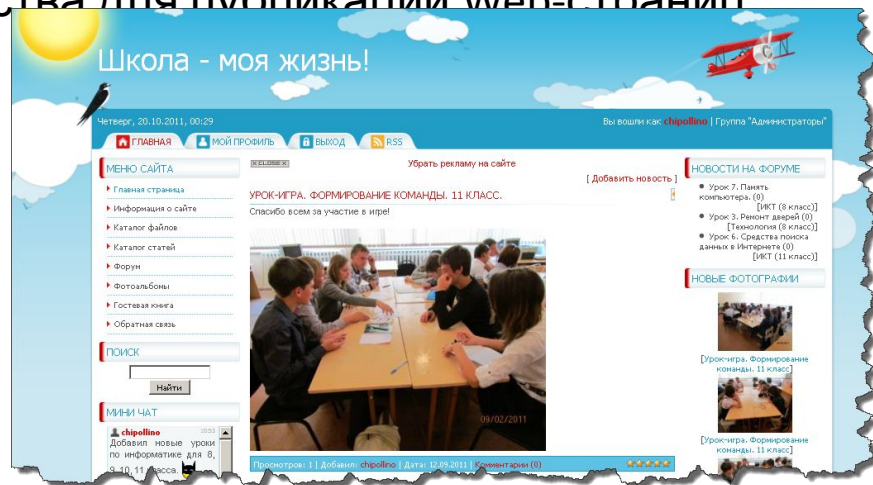 ства для публикации Web-страниц
Школа - моя жизнь!
Четверг, 20.10.2011, 00:29
Вы вошли как chipollino | Группа "Администраторы"
ГЛАВНАЯ
МОЙ ПРОФИЛЬ
ВЫХОД
RSS
МЕНЮ САЙТА
Главная страница
Информация о сайте
Каталог файлов
Каталог статей
Форум
Фотоальбомы
Гостевая книга
Обратная связь
ПОИСК
Найти
МИНИ ЧАТ
chipollino
Добавил новые уроки
по информатике для 8,
9, 10, 11 класса.
x CLOSE x
Убрать рекламу на сайте
[ Добавить новость ]
УРОК-ИГРА. ФОРМИРОВАНИЕ КОМАНДЫ. 11 КЛАСС.
Спасибо всем за участие в игре!
09/02/2011
Просмотров: 1 | Добавил: chipollino | Дата: 12.09.2011 | Комментарии (0)
НОВОСТИ НА ФОРУМЕ
Урок 7. Память
компьютера. (0)
[ИКТ (8 класс)]
Урок 3. Ремонт дверей (0)
[Технология (8 класс)]
Урок 6. Средства поиска
данных в Интернете (0)
[ИКТ (11 класс)]
НОВЫЕ ФОТОГРАФИИ
[Урок-игра. Формирование
команды. 11 класс]
[Урок-игра. Формирование
команды. 11 класс]